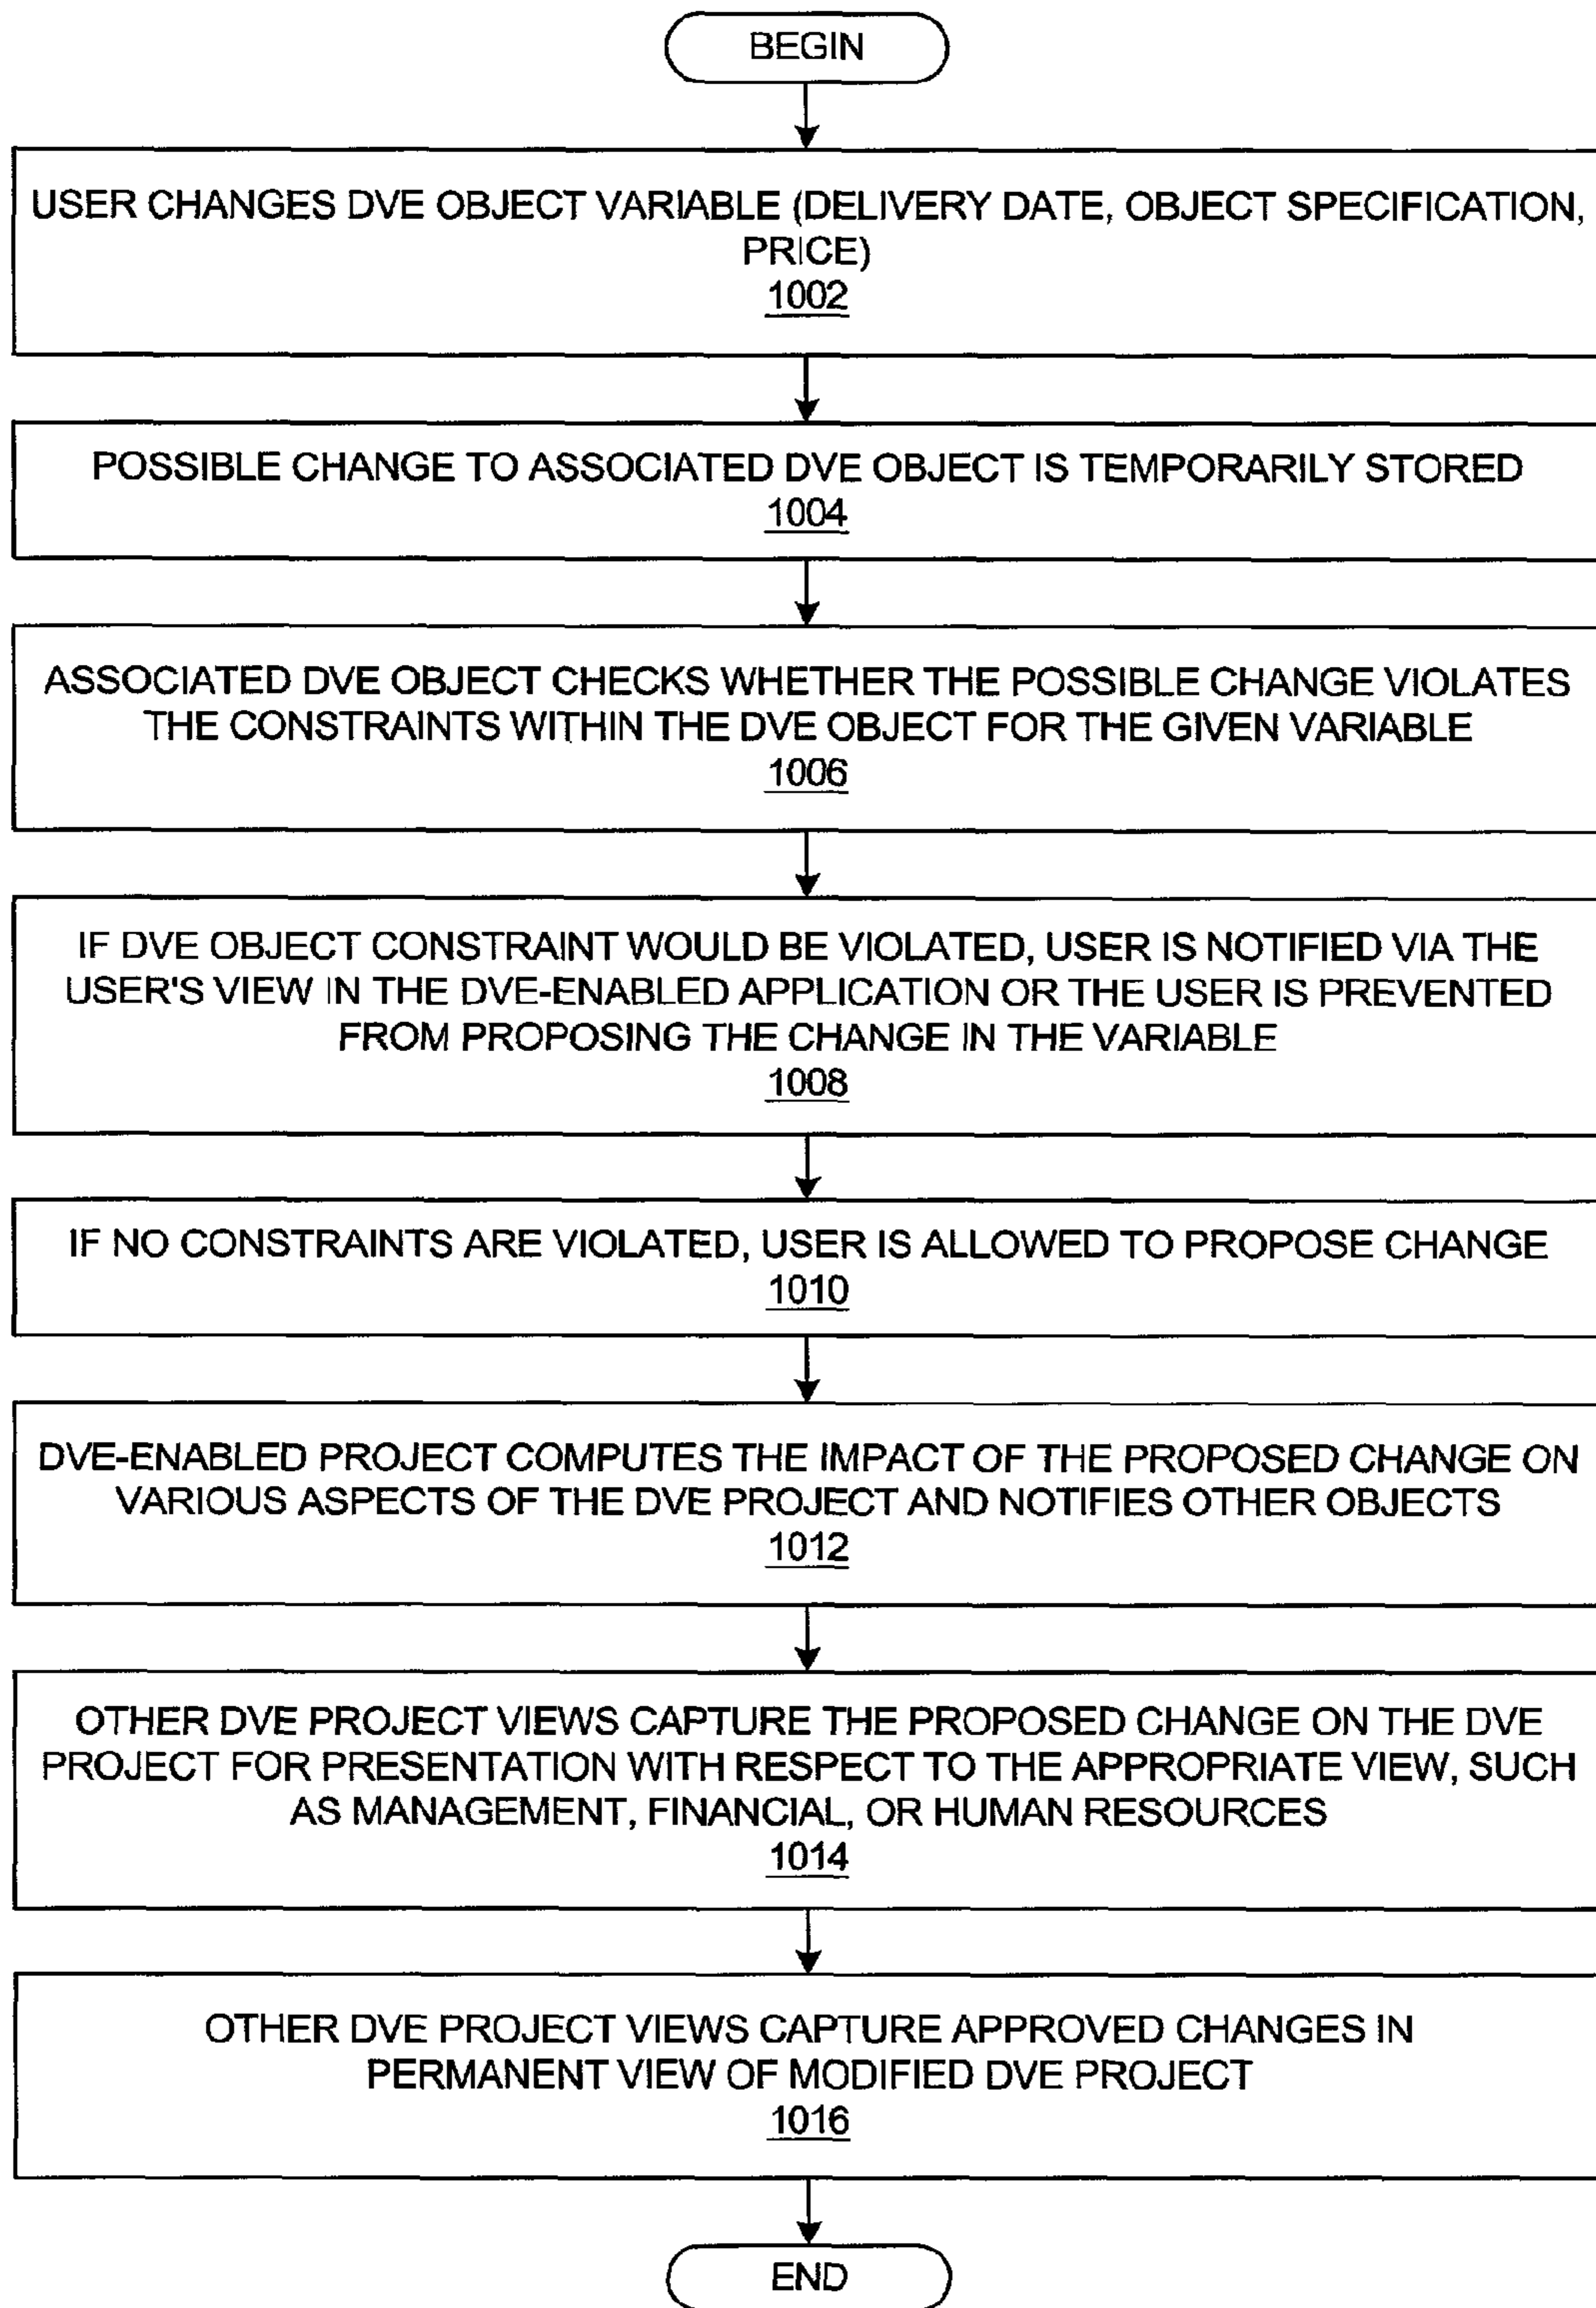 BEGIN
USER CHANGES DVE OBJECT VARIABLE (DELIVERY DATE, OBJECT SPECIFICATION,
PRICE)
1002
POSSIBLE CHANGE TO ASSOCIATED DVE OBJECT IS TEMPORARILY STORED
1004
ASSOCIATED DVE OBJECT CHECKS WHETHER THE POSSIBLE CHANGE VIOLATES
THE CONSTRAINTS WITHIN THE DVE OBJECT FOR THE GIVEN VARIABLE
1006
IF DVE OBJECT CONSTRAINT WOULD BE VIOLATED, USER IS NOTIFIED VIA THE
USER'S VIEW IN THE DVE-ENABLED APPLICATION OR THE USER IS PREVENTED
FROM PROPOSING THE CHANGE IN THE VARIABLE
1008
IF NO CONSTRAINTS ARE VIOLATED, USER IS ALLOWED TO PROPOSE CHANGE
1010
DVE-ENABLED PROJECT COMPUTES THE IMPACT OF THE PROPOSED CHANGE ON
VARIOUS ASPECTS OF THE DVE PROJECT AND NOTIFIES OTHER OBJECTS
1012
OTHER DVE PROJECT VIEWS CAPTURE THE PROPOSED CHANGE ON THE DVE
PROJECT FOR PRESENTATION WITH RESPECT TO THE APPROPRIATE VIEW, SUCH
AS MANAGEMENT, FINANCIAL, OR HUMAN RESOURCES
1014
OTHER DVE PROJECT VIEWS CAPTURE APPROVED CHANGES IN
PERMANENT VIEW OF MODIFIED DVE PROJECT
1016
END